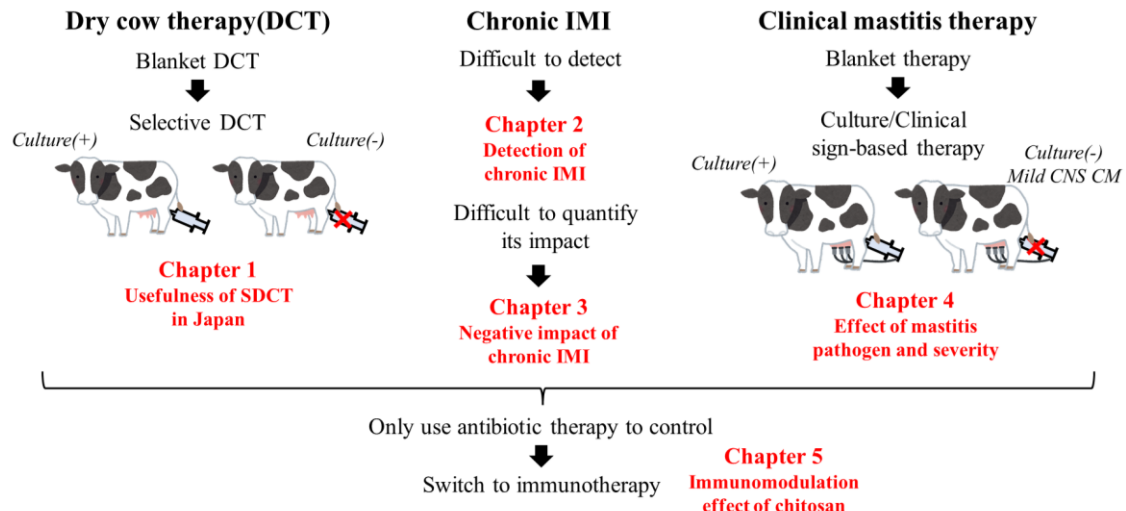 Dry cow therapy(DCT)
Blanket DCT
Selective DCT
Culture(+)
Culture(-)
Chapter 1
Usefulness of SDCT
in Japan
Chronic IMI
Difficult to detect
Chapter 2
Detection of
chronic IMI
Difficult to quantify
its impact
Chapter 3
Negative impact of
chronic IMI
Clinical mastitis therapy
Blanket therapy
Culture/Clinical
sign-based therapy
Culture(+)
Culture(-)
Mild CNS CM
Chapter 4
Effect of mastitis
pathogen and severity
Only use antibiotic therapy to control
Switch to immunotherapy
Chapter 5
Immunomodulation
effect of chitosan